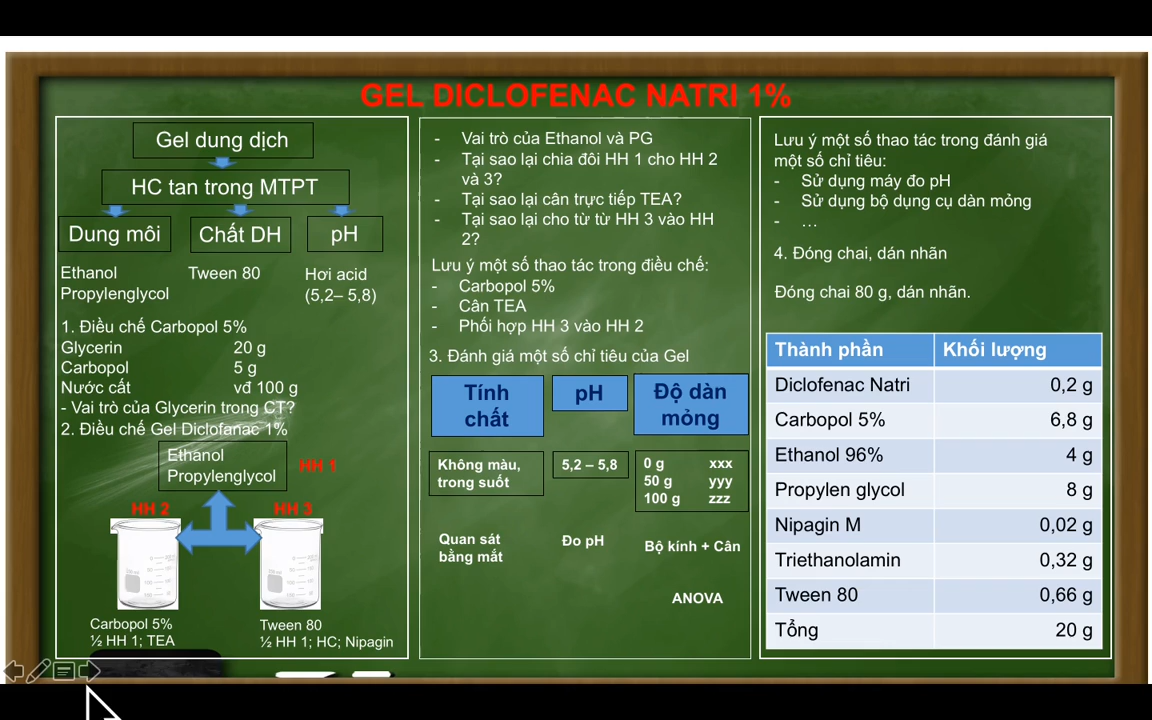 GEL DICLOFENAC NATRI 1%
Gel dung dịch
HC tan trong MTPT
Dung môi
Chất DH
pH
Ethanol
Propylenglycol
Tween 80
Hơi acid
(5,2– 5,8)
1. Điều chế Carbopol 5%
Glycerin 20 g
Carbopol 5 g
Nước cất vđ 100 g
- Vai trò của Glycerin trong CT?
2. Điều chế Gel Diclofanac 1%
Ethanol
Propylenglycol
HH 1
HH 2
HH 3
Carbopol 5%
½ HH 1; TEA
Tween 80
½ HH 1; HC; Nipagin
- Vai trò của Ethanol và PG
- Tại sao lại chia đôi HH 1 cho HH 2
và 3?
- Tại sao lại cân trực tiếp TEA?
- Tại sao lại cho từ từ HH 3 vào HH
2?
Lưu ý một số thao tác trong điều chế:
- Carbopol 5%
- Cân TEA
- Phối hợp HH 3 vào HH 2
3. Đánh giá một số chỉ tiêu của Gel
Tính
chất
pH
Độ dàn
mỏng
Không màu,
trong suốt
5,2 – 5,8
0 g xxx
50 g yyy
100 g zzz
Quan sát
bằng mắt
Đo pH
Bộ kính + Cân
ANOVA
Lưu ý một số thao tác trong đánh giá
một số chỉ tiêu:
- Sử dụng máy đo pH
- Sử dụng bộ dụng cụ dàn mỏng
- …
4. Đóng chai, dán nhãn
Đóng chai 80 g, dán nhãn.
Thành phần Khối lượng
Diclofenac Natri 0,2 g
Carbopol 5% 6,8 g
Ethanol 96% 4 g
Propylen glycol 8 g
Nipagin M 0,02 g
Triethanolamin 0,32 g
Tween 80 0,66 g
Tổng 20 g